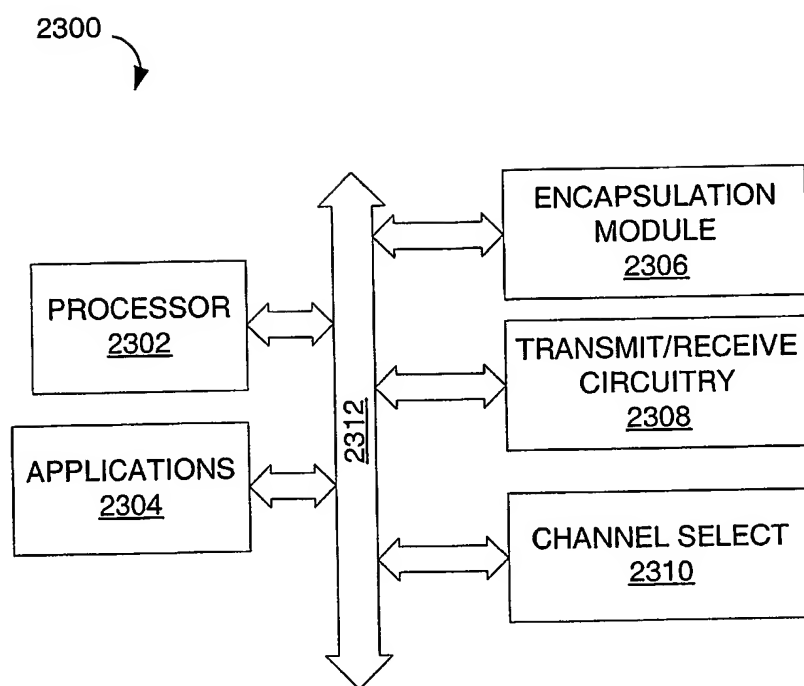 2300
ENCAPSULATION
MODULE
2306
PROCESSOR
2302
TRANSMIT/RECEIVE
CIRCUITRY
2308
2312
APPLICATIONS
2304
CHANNEL SELECT
2310